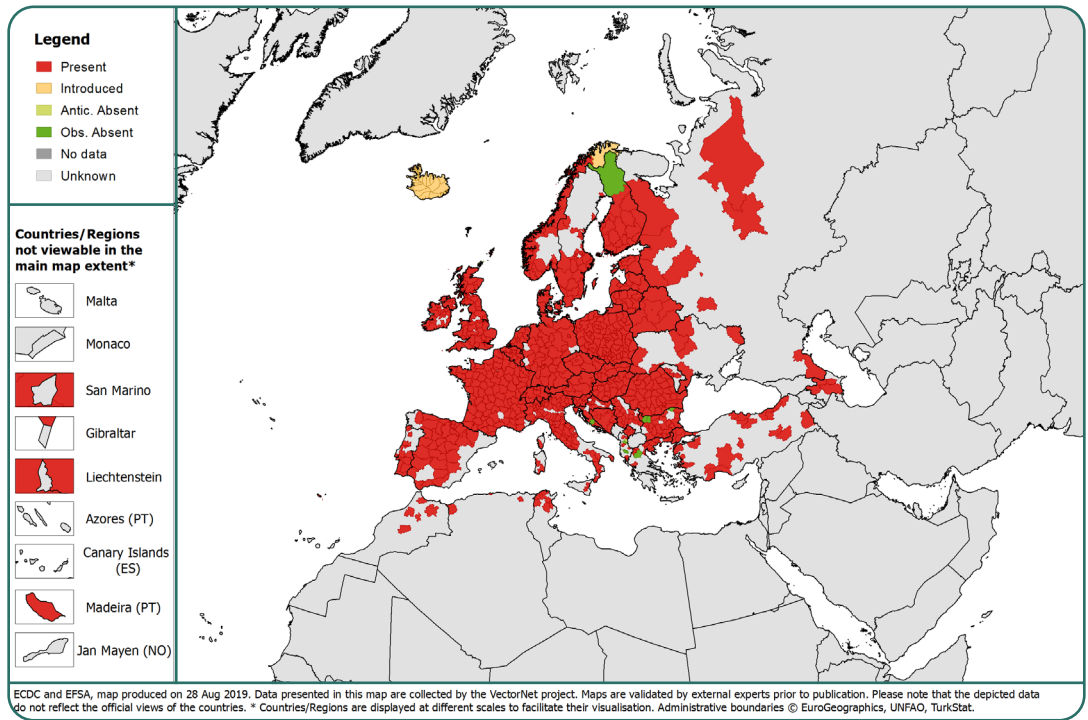 Legend
Present
Introduced
Antic. Absent
Obs. Absent
No data
Unknown
Countries/Regions
not viewable in the
main map extent*
Malta
Monaco
San Marino
Gibraltar
Liechtenstein
Azores (PT)
Canary Islands
(ES)
Madeira (PT)
Jan Mayen (NO)
ECDC and EFSA, map produced on 28 Aug 2019. Data presented in this map are collected by the VectorNet project. Maps are validated by external experts prior to publication. Please note that the depicted data
do not reflect the official views of the countries. * Countries/Regions are displayed at different scales to facilitate their visualisation. Administrative boundaries © EuroGeographics, UNFAO, TurkStat.